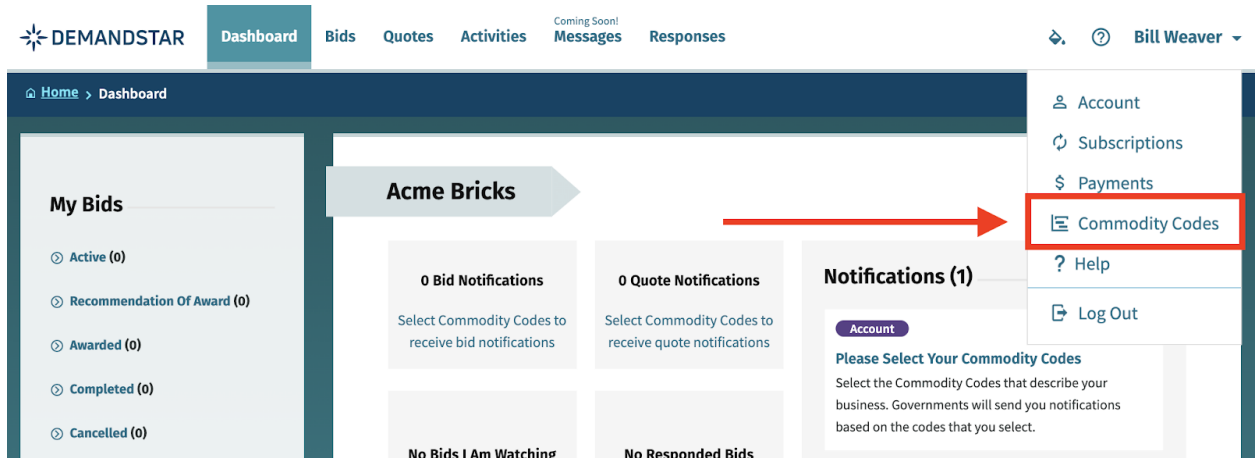 DEMANDSTAR
Dashboard
Bids
Quotes
Activities
Coming Soon!
Messages
Responses
Bill Weaver
Home > Dashboard
Account
Subscriptions
$ Payments
Commodity Codes
? Help
Log Out
My Bids
Active (0)
Recommendation Of Award (0)
Awarded (0)
Completed (0)
Cancelled (0)
Acme Bricks
0 Bid Notifications
Select Commodity Codes to
receive bid notifications
0 Quote Notifications
Select Commodity Codes to
receive quote notifications
No Bids I Am Watching
No Responded Bids
Notifications (1)
Account
Please Select Your Commodity Codes
Select the Commodity Codes that describe your
business. Governments will send you notifications
based on the codes that you select.